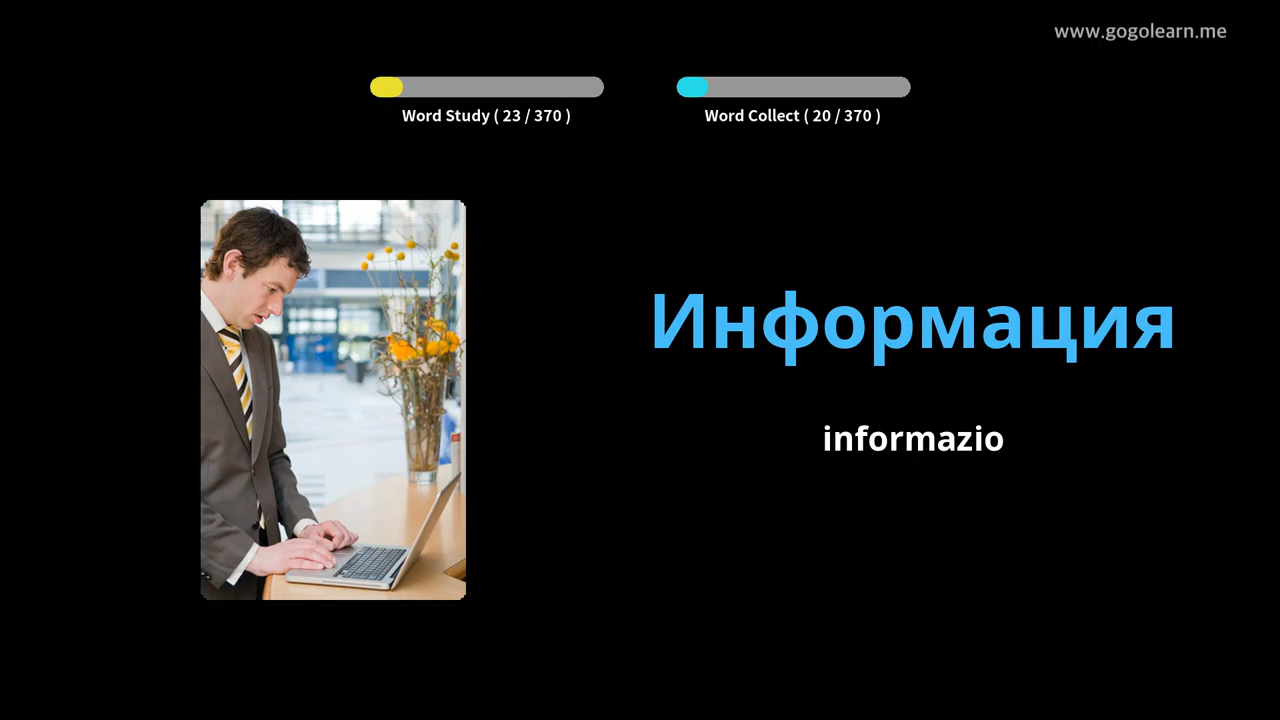 www.gogolearn.me
Word Study ( 23 / 370 )
Word Collect ( 20 / 370 )
Информация
informazio